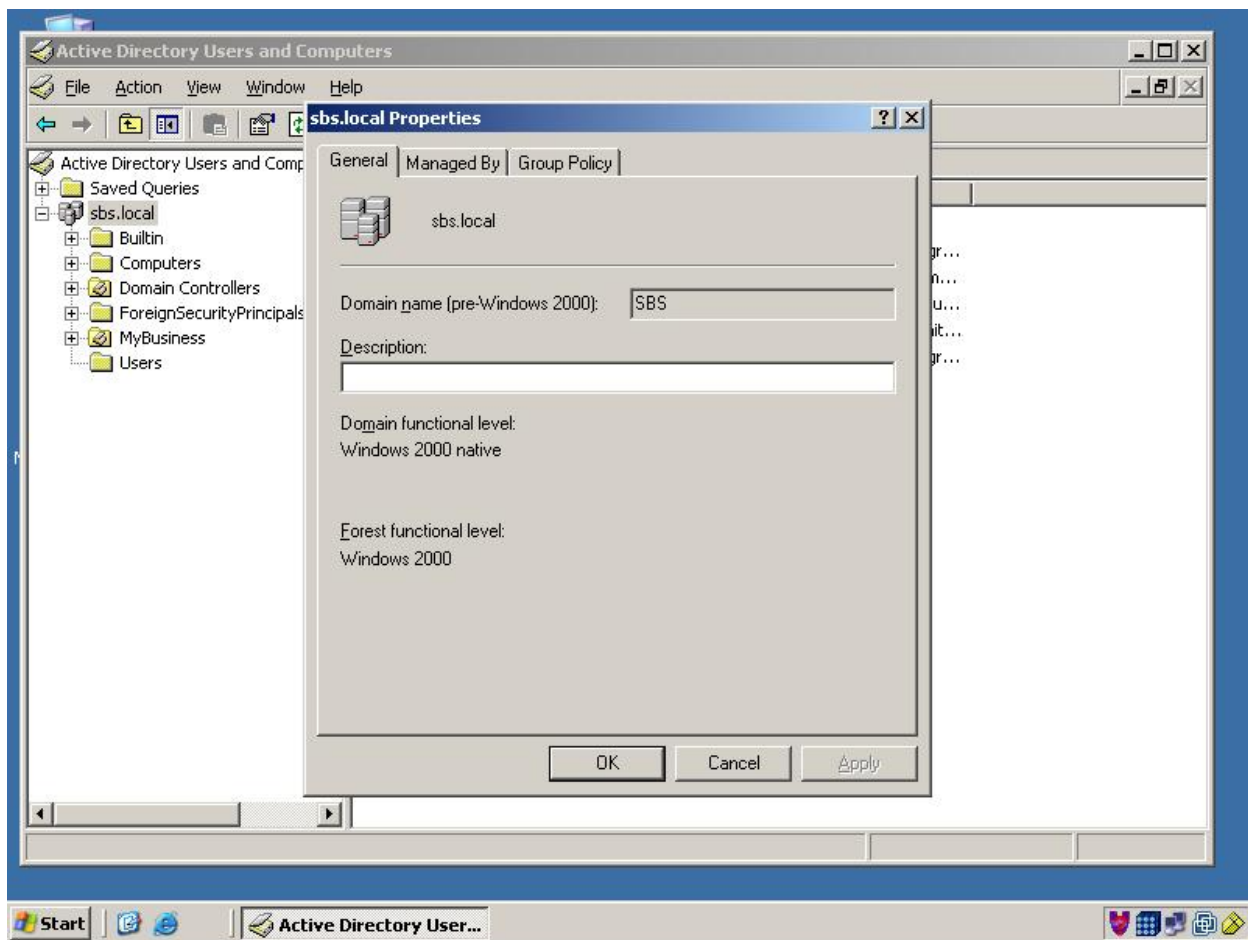 Active Directory Users and Computers
File Action View Window Help
sbs.local Properties
Active Directory Users and Comp
General Managed By Group Policy
Saved Queries
sbs.local
sbs.local
Builtin
Computers
Domain Controllers
ForeignSecurityPrincipals
MyBusiness
Users
Domain name (pre-Windows 2000): SBS
Description:
Domain functional level:
Windows 2000 native
Forest functional level:
Windows 2000
gr...
u...
gr...
OK Cancel Apply
Start Active Directory User...